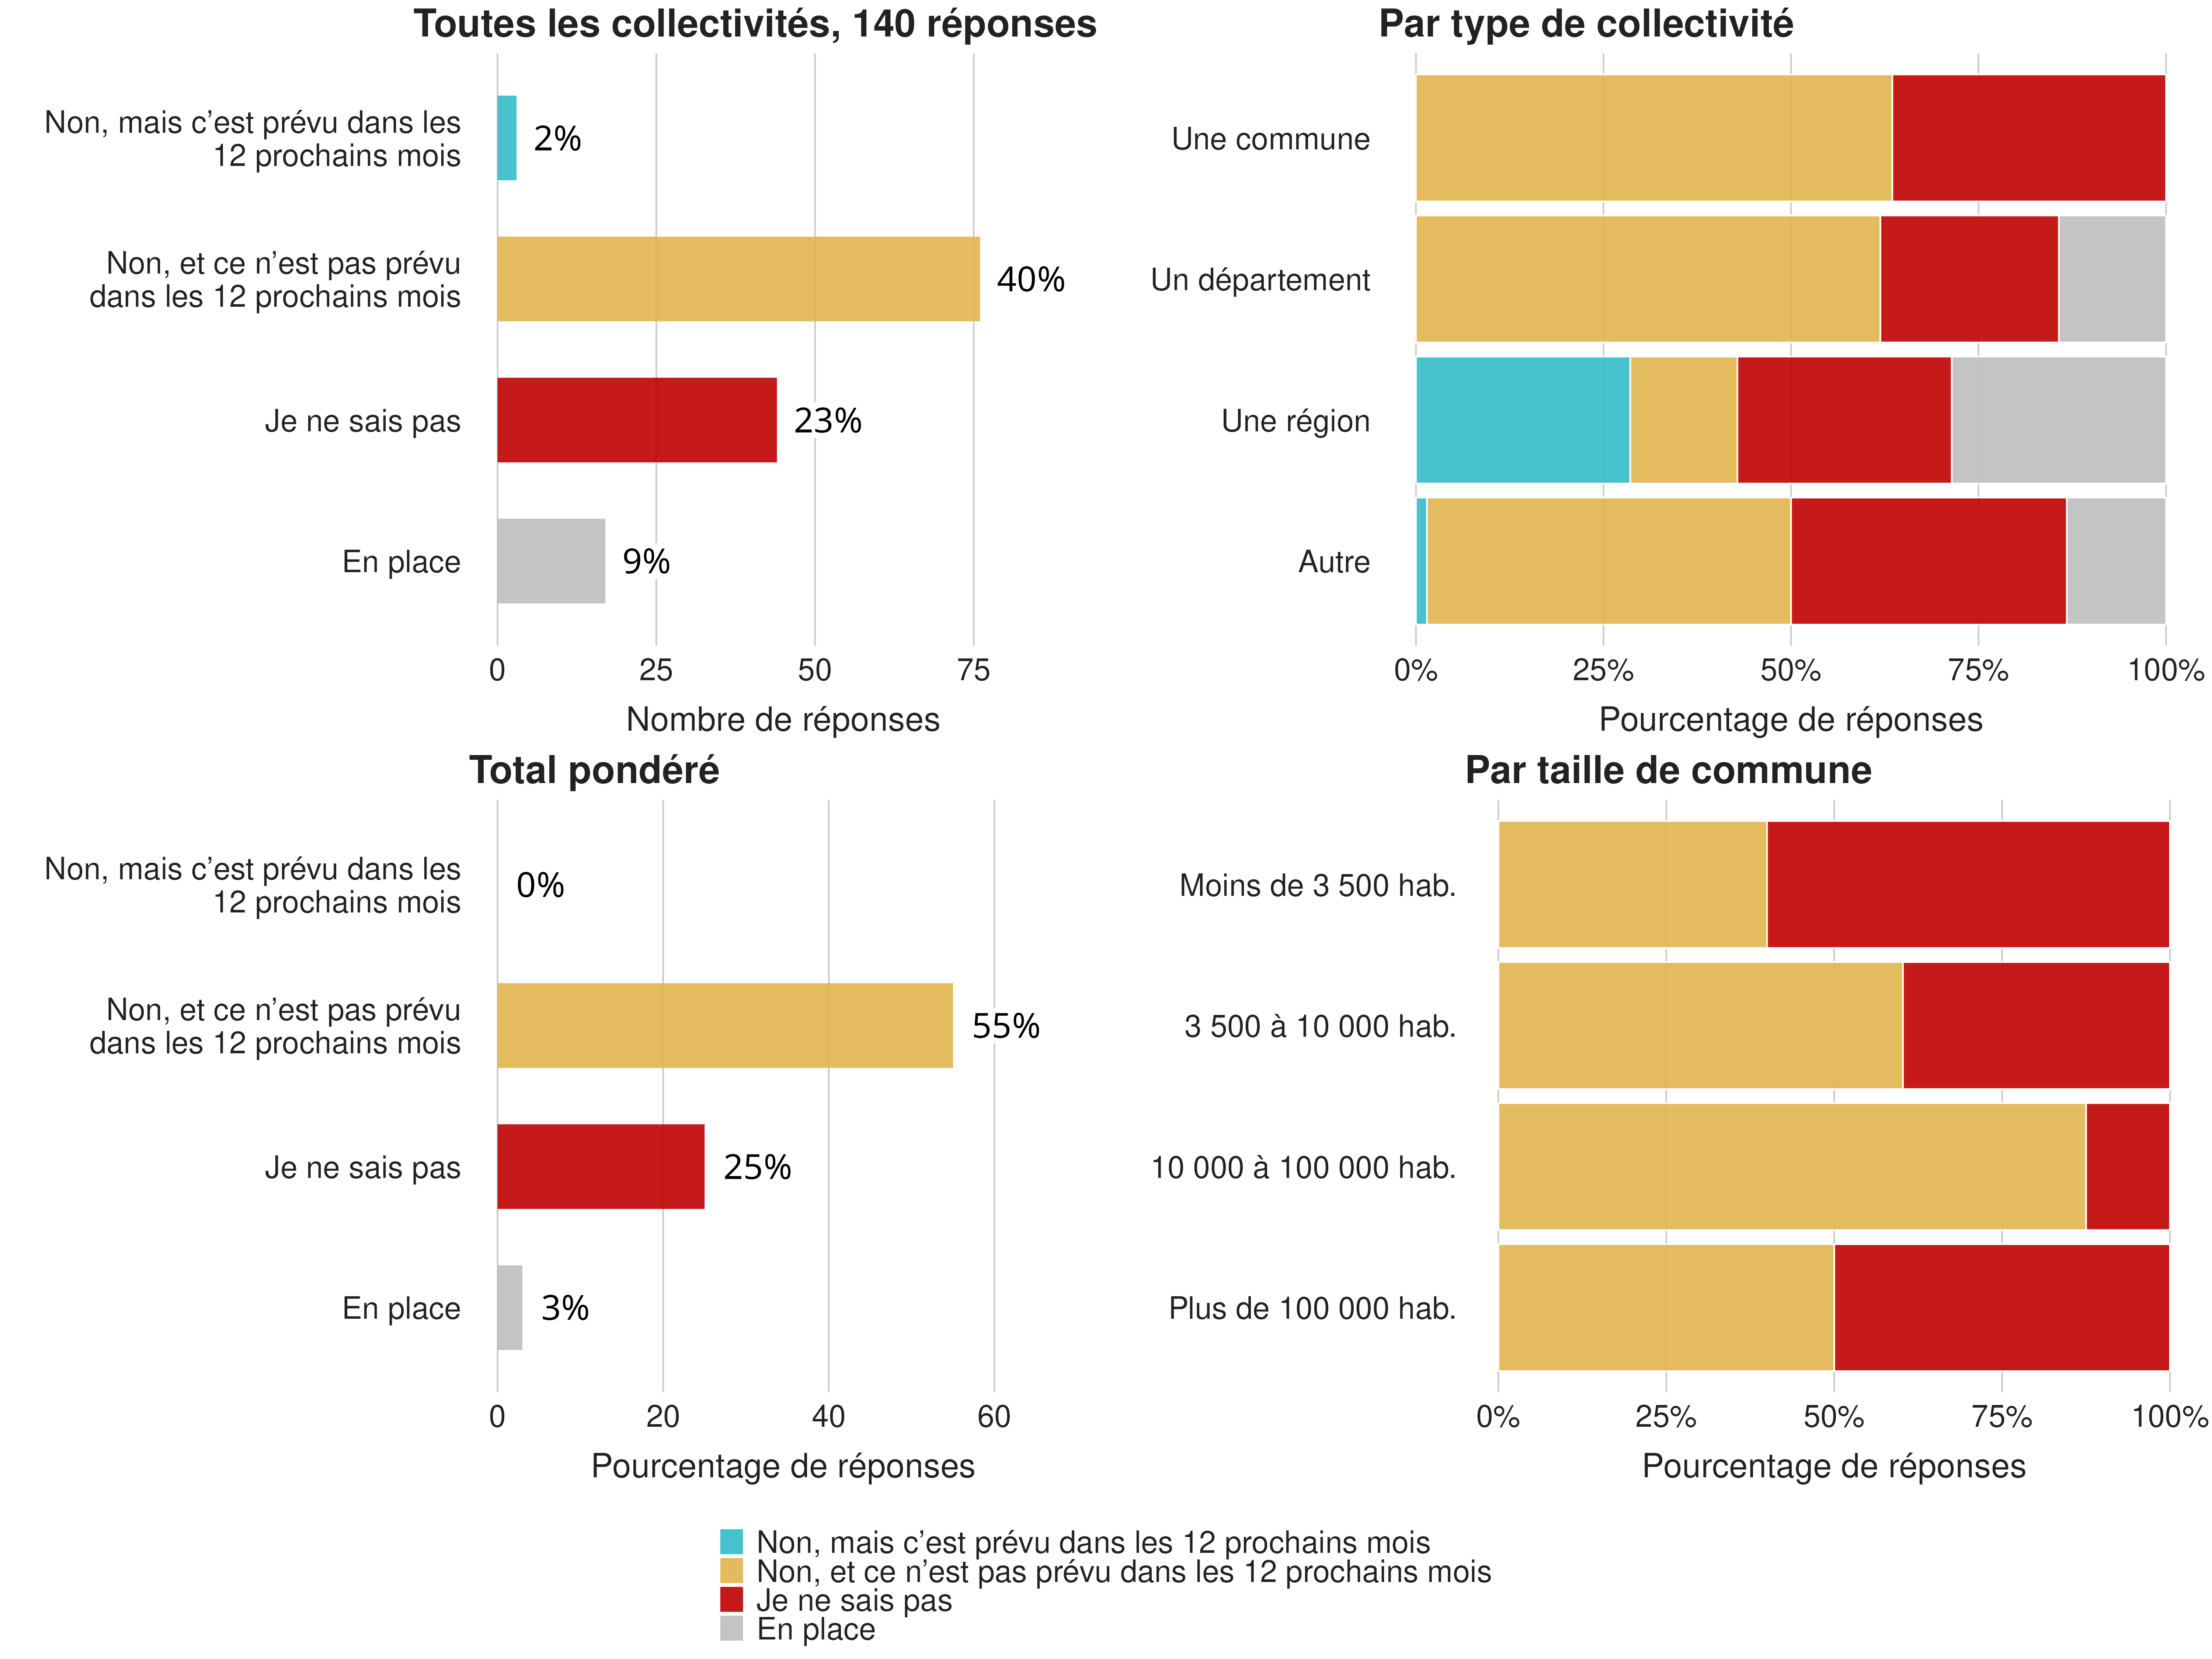 Toutes les collectivités, 140 réponses
Non, mais c’est prévu dans les
12 prochains mois
2%
Non, et ce n’est pas prévu
dans les 12 prochains mois
40%
Je ne sais pas
23%
En place
9%
0 25 50 75
Nombre de réponses
Par type de collectivité
Une commune
Un département
Une région
Autre
0% 25% 50% 75% 100%
Pourcentage de réponses
Total pondéré
Non, mais c’est prévu dans les
12 prochains mois
0%
Non, et ce n’est pas prévu
dans les 12 prochains mois
55%
Je ne sais pas
25%
En place
3%
0 20 40 60
Pourcentage de réponses
Par taille de commune
Moins de 3 500 hab.
3 500 à 10 000 hab.
10 000 à 100 000 hab.
Plus de 100 000 hab.
0% 25% 50% 75% 100%
Pourcentage de réponses
Non, mais c’est prévu dans les 12 prochains mois
Non, et ce n’est pas prévu dans les 12 prochains mois
Je ne sais pas
En place